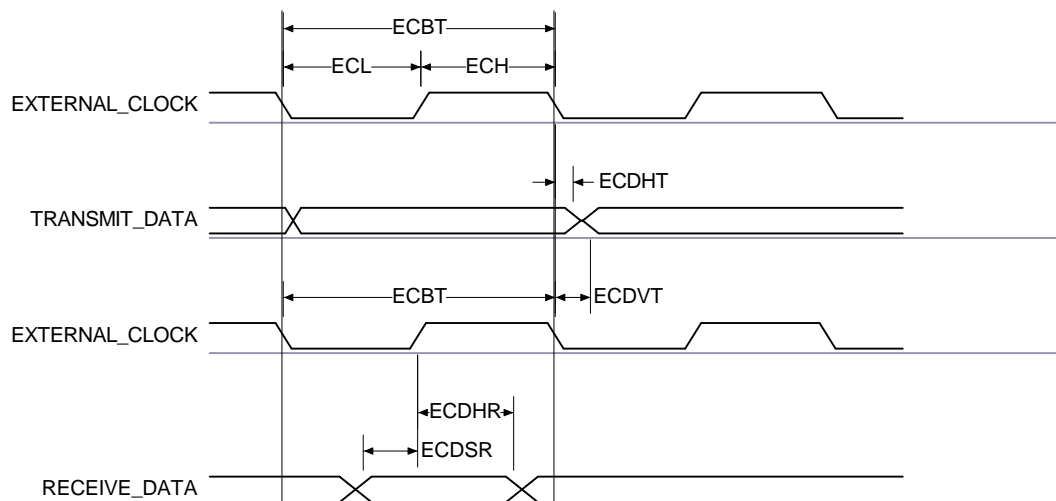 ECBT
ECL ECH
EXTERNAL_CLOCK
ECDHT
TRANSMIT_DATA
ECBT ECDVT
EXTERNAL_CLOCK
ECDHR
ECDSR
RECEIVE_DATA